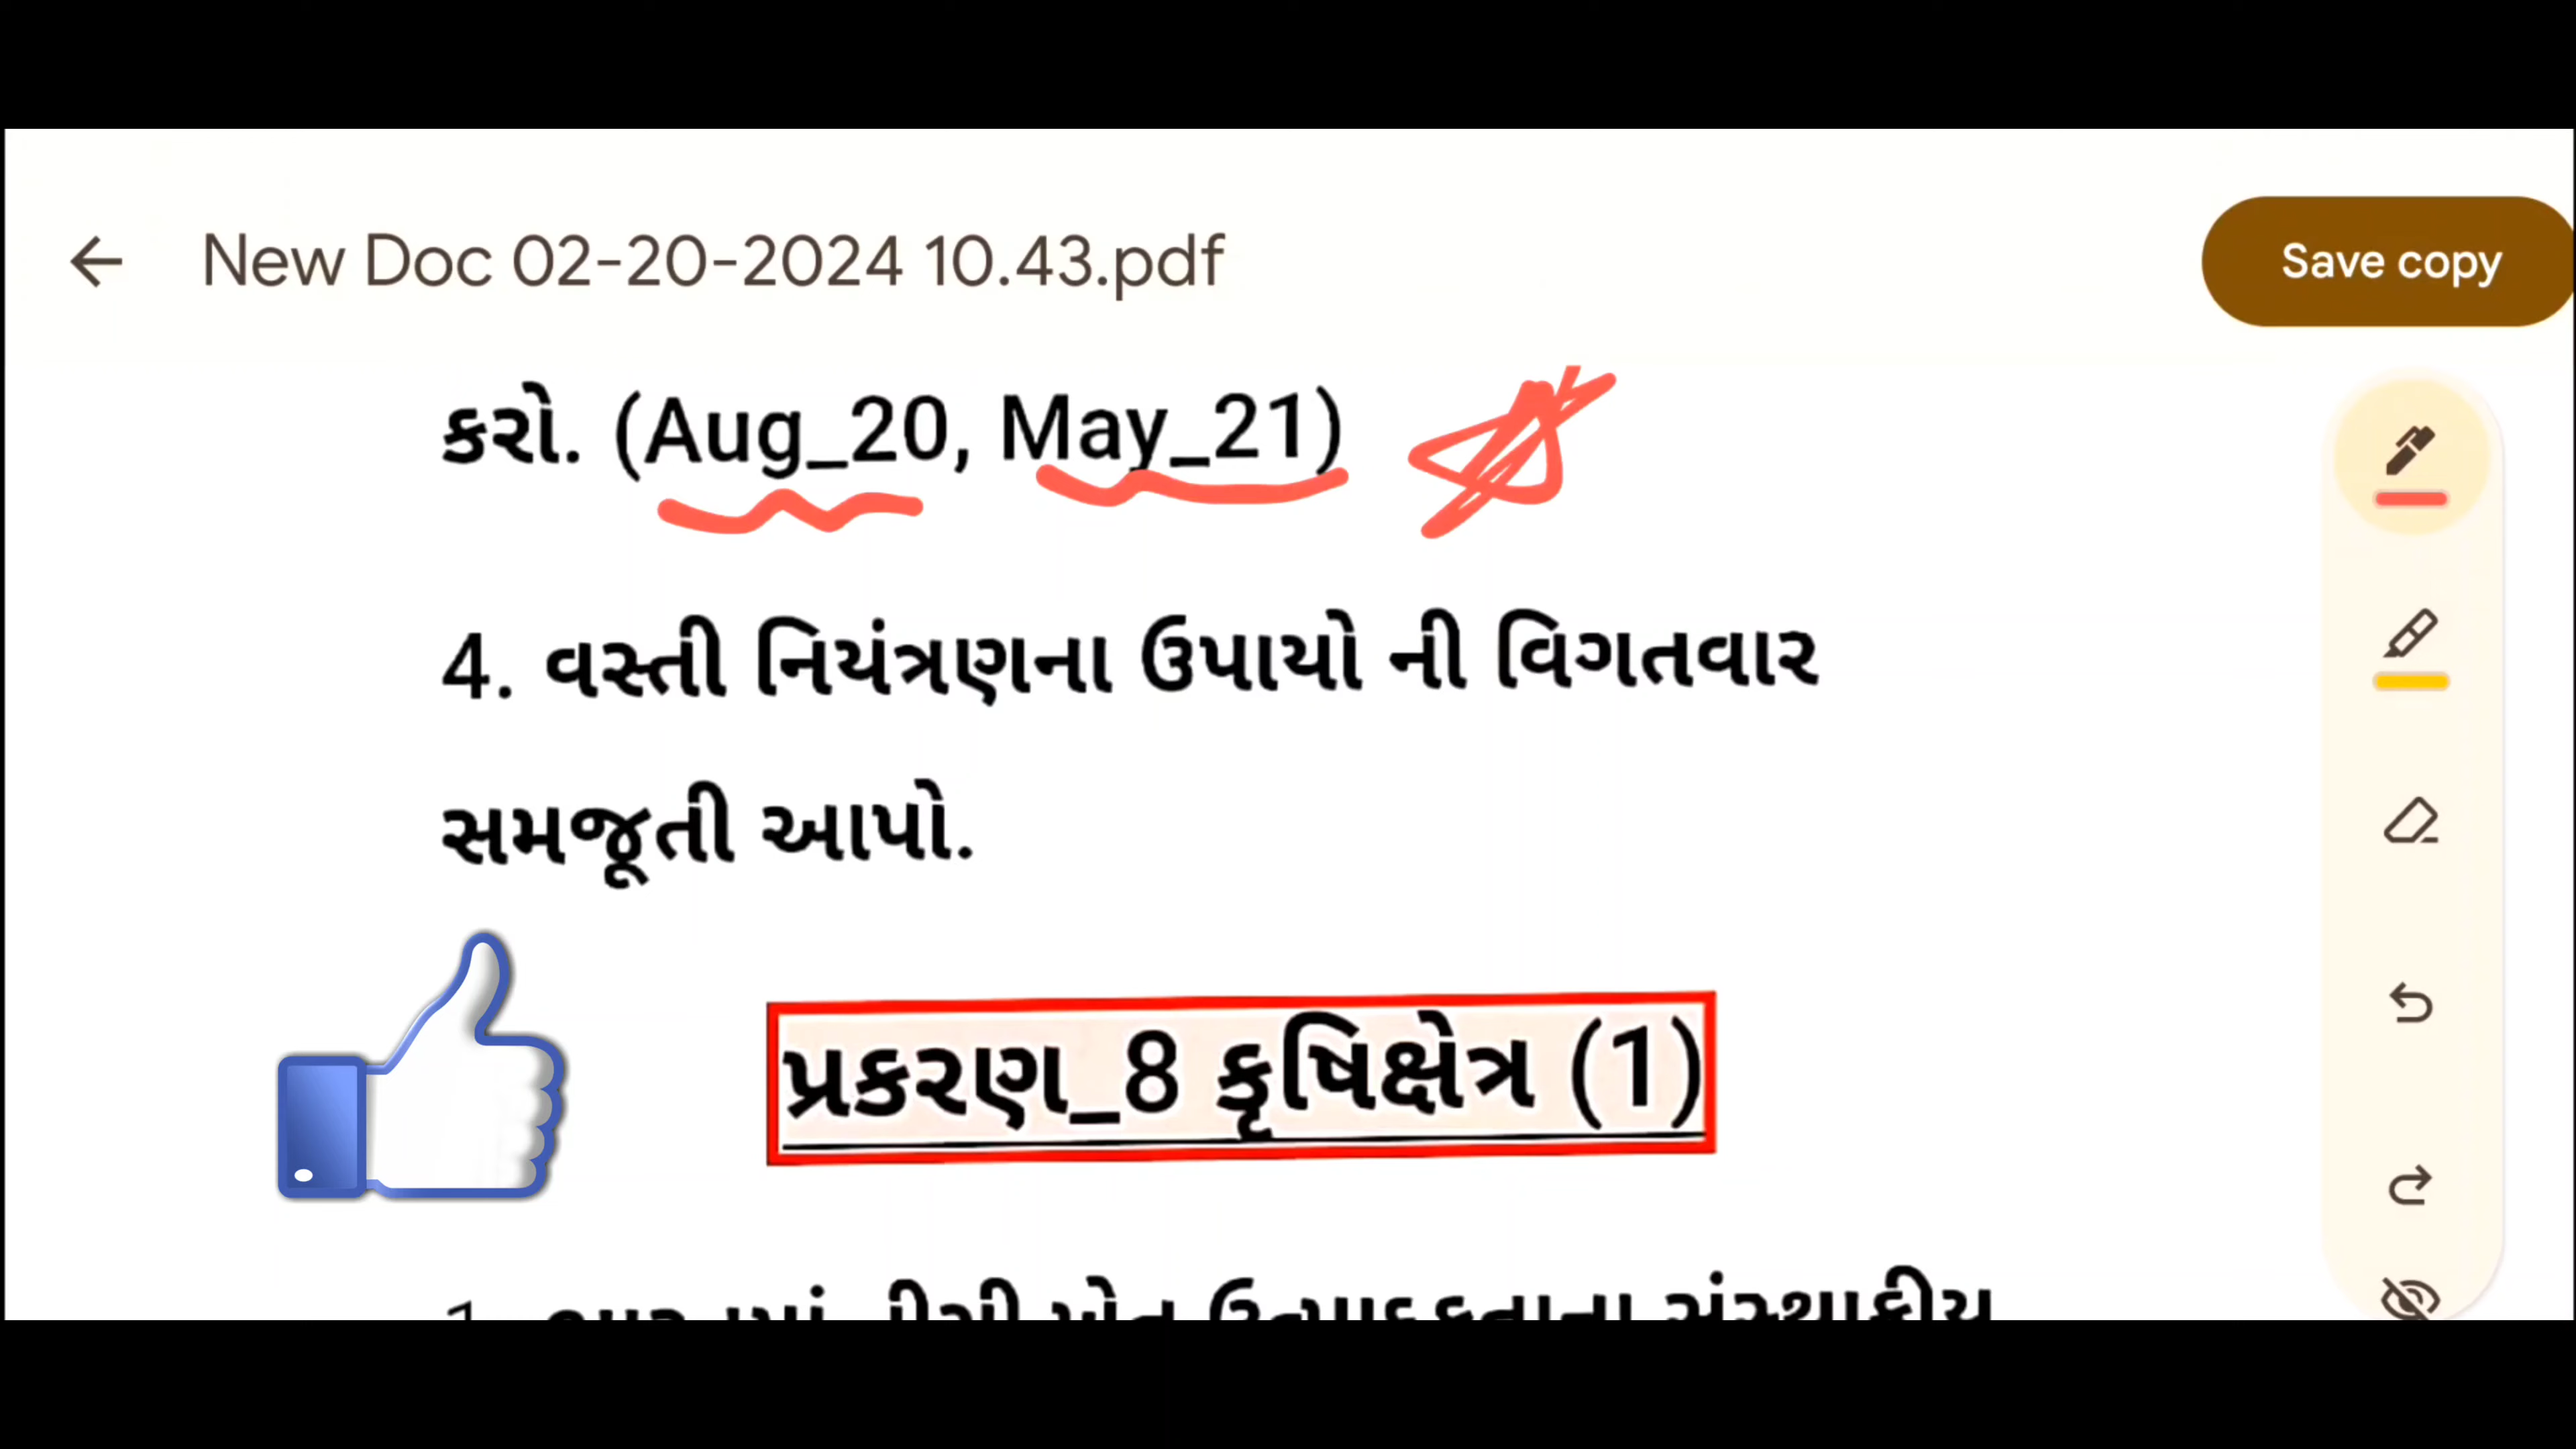 New Doc 02-20-2024 10.43.pdf
Save copy
કરો. (Aug_20, May_21)
4. વસ્તી નિયંત્રણના ઉપાયો ની વિગતવાર
સમજૂતી આપો.
પ્રકરણ_8 કૃષિક્ષેત્ર (1)